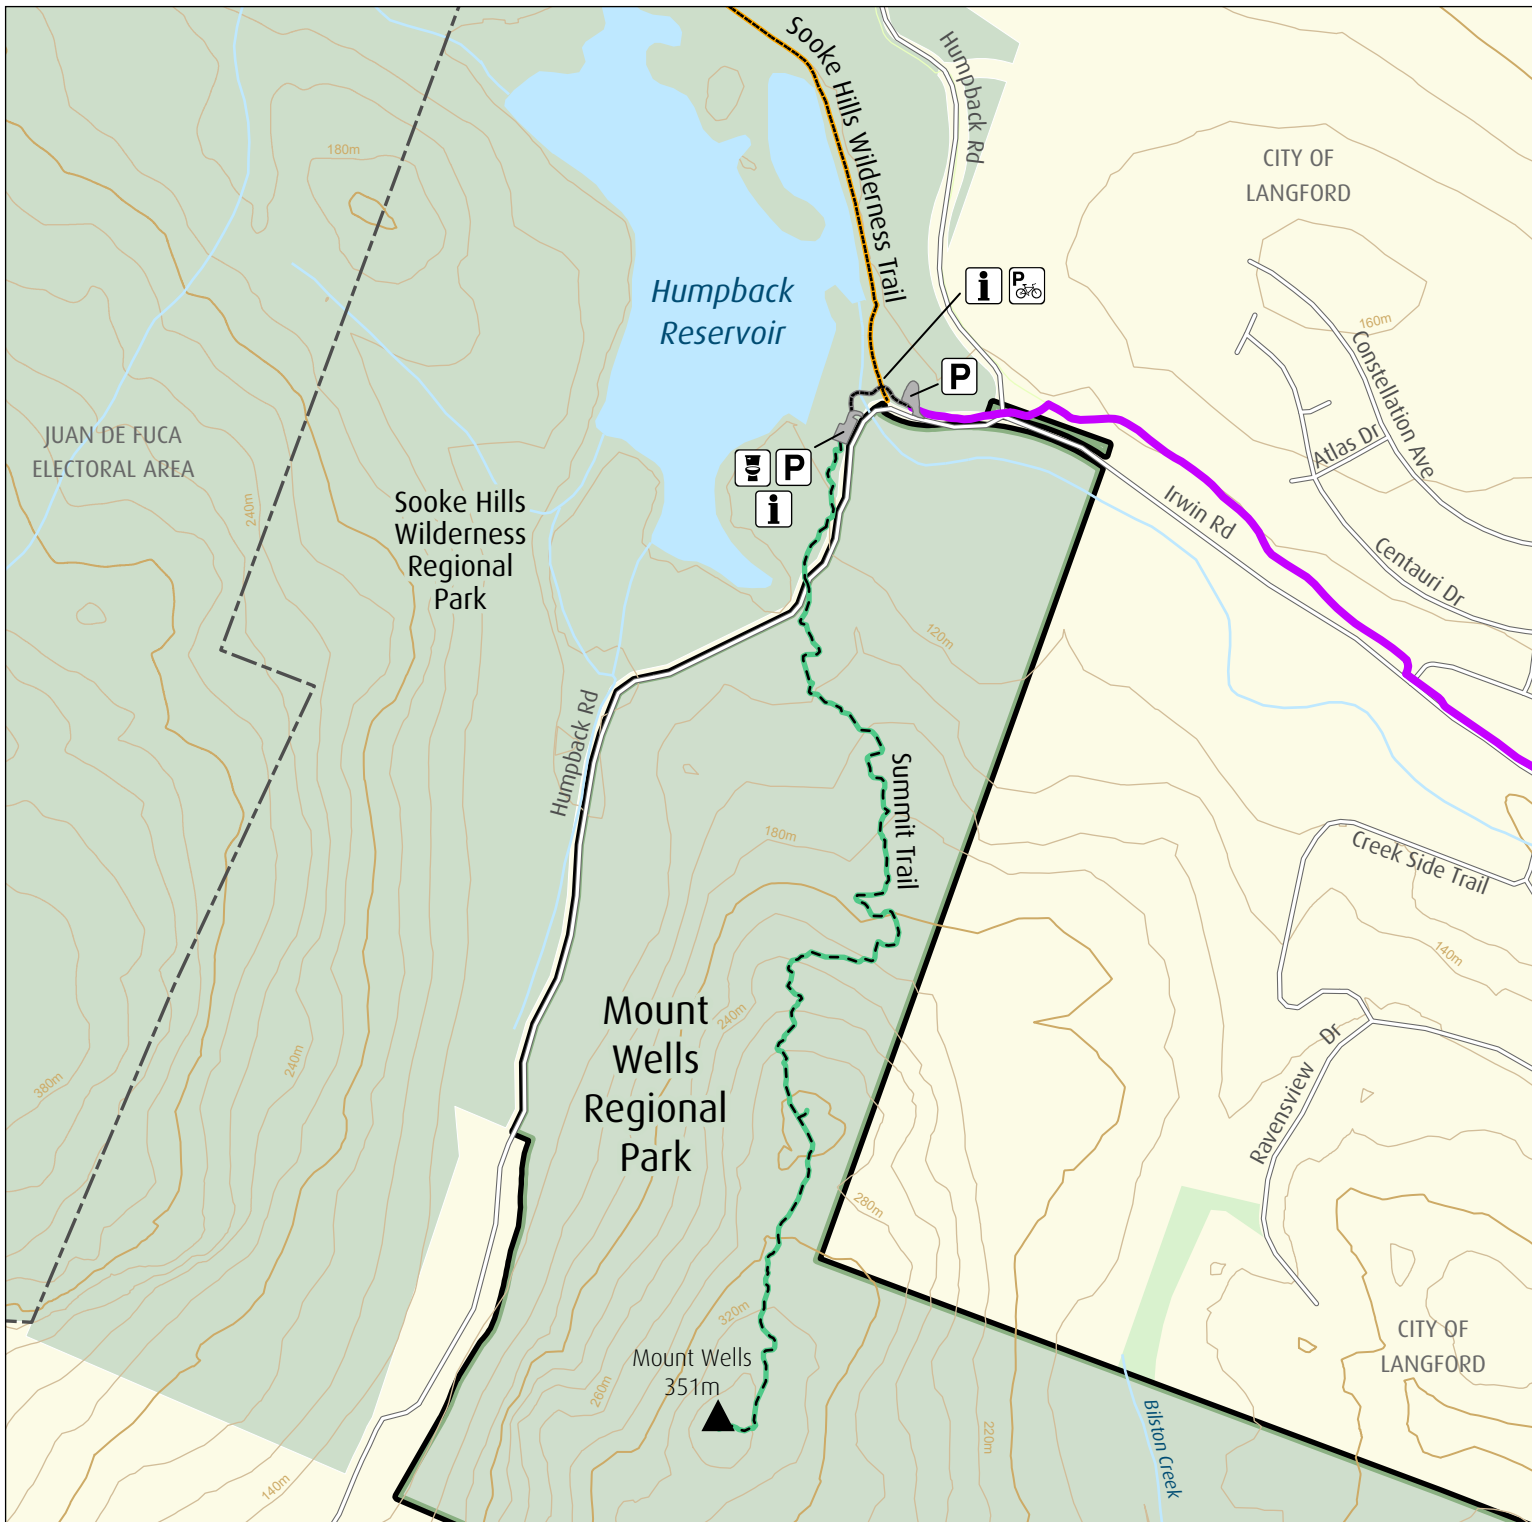 Sooke Hills Wilderness Trail
Humpback Rd
CITY OF
LANGFORD
180m
Humpback
Reservoir
i
P
160m
Constellation Ave
P
Atlas Dr
JUAN DE FUCA
ELECTORAL AREA
P
i
240m
Sooke Hills
Wilderness
Regional
Park
Irwin Rd
Centauri Dr
120m
Humpback Rd
Summit Trail
180m
Creek Side Trail
140m
Mount
Wells
Regional
Park
240m
240m
380m
Ravensview Dr
280m
320m
Mount Wells
351m
260m
CITY OF
LANGFORD
220m
Bilston Creek
140m